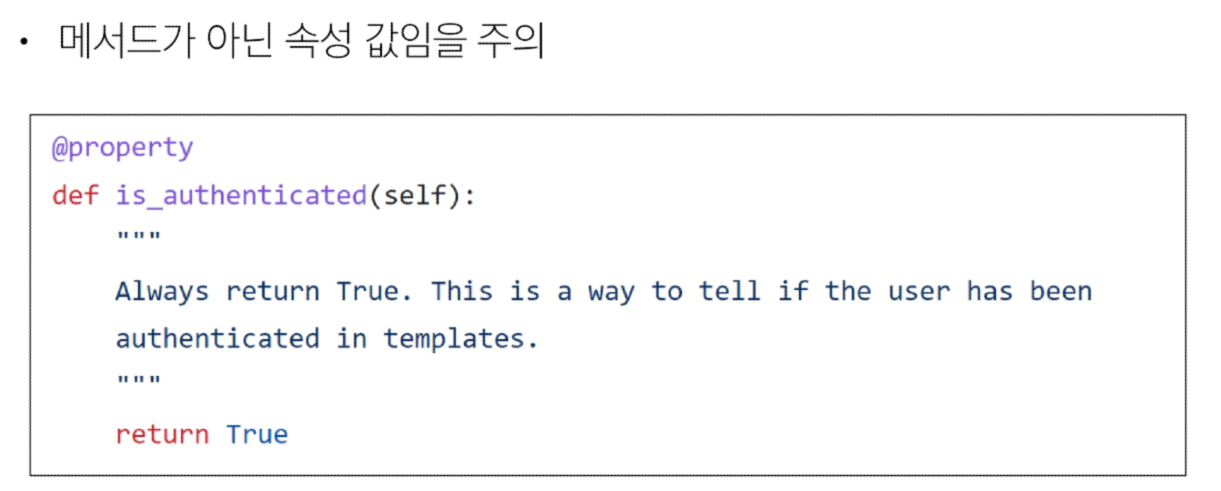 • 메서드가 아닌 속성 값임을 주의
@property
def is_authenticated(self):
    """
    Always return True. This is a way to tell if the user has been
    authenticated in templates.
    """
    return True